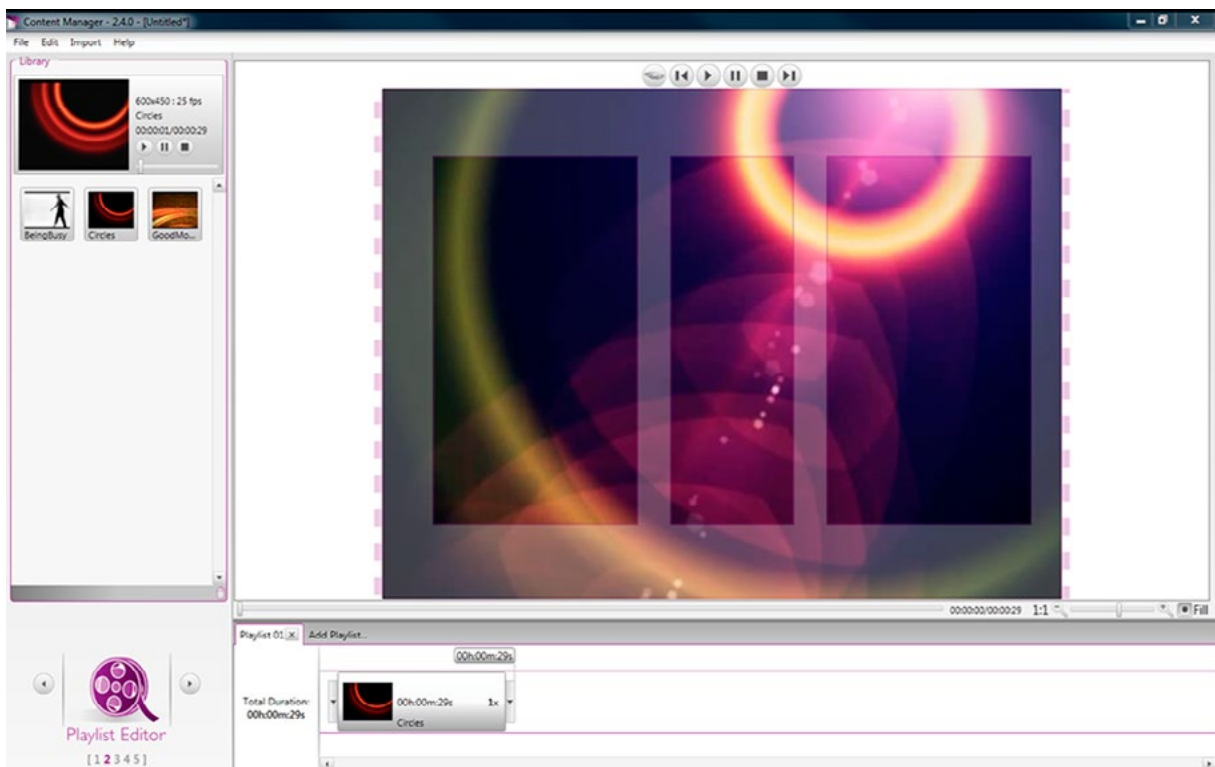 Content Manager - 2.4.0 - [Untitled*]
File Edit Import Help
Library
600x450 : 25 fps
Circles
00:00:01/00:00:29
BeingBusy Circles GoodMo...
00:00:00/00:00:29 1:1 Fill
Playlist 01 x Add Playlist...
00h:00m:29s
Total Duration:
00h:00m:29s
00h:00m:29s 1x
Circles
Playlist Editor
[1 2 3 4 5]